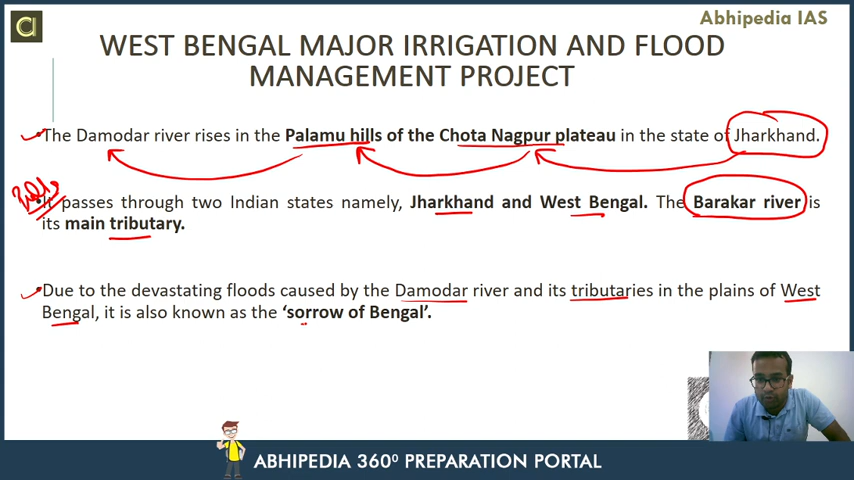 Abhipedia IAS
WEST BENGAL MAJOR IRRIGATION AND FLOOD
MANAGEMENT PROJECT
The Damodar river rises in the Palamu hills of the Chota Nagpur plateau in the state of Jharkhand.
It passes through two Indian states namely, Jharkhand and West Bengal. The Barakar river is
its main tributary.
Due to the devastating floods caused by the Damodar river and its tributaries in the plains of West
Bengal, it is also known as the ‘sorrow of Bengal’.
ABHIPEDIA 360⁰ PREPARATION PORTAL